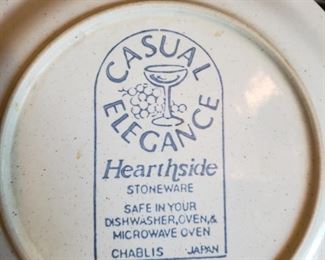 CASUAL
ELEGANCE
Hearthside
STONEWARE
SAFE IN YOUR
DISHWASHER, OVEN, &
MICROWAVE OVEN
CHABLIS JAPAN